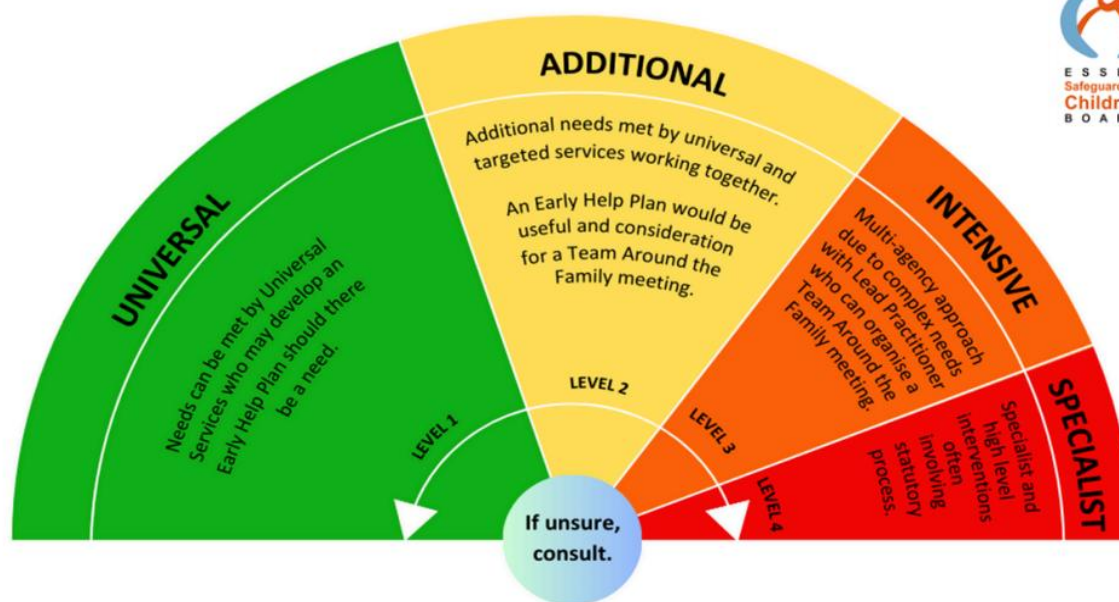 UNIVERSAL
Needs can be met by Universal
Services who may develop an
Early Help Plan should there
be a need.
LEVEL 1
ADDITIONAL
Additional needs met by universal and
targeted services working together.
An Early Help Plan would be
useful and consideration
for a Team Around the
Family meeting.
LEVEL 2
INTENSIVE
Multi-agency approach
due to complex needs
with Lead Practitioner
who can organise a
Team Around the
Family meeting.
LEVEL 3
SPECIALIST
Specialist and
high level
interventions
often
involving
statutory
process.
LEVEL 4
If unsure,
consult.